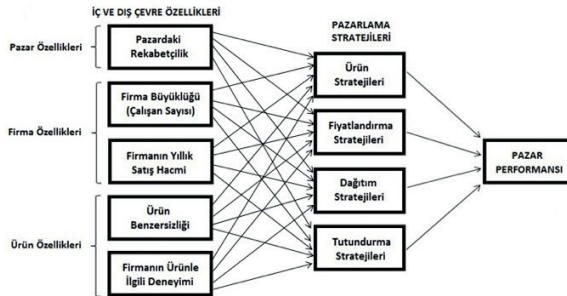 İÇ VE DIŞ ÇEVRE ÖZELLİKLERİ
PAZARLAMA
STRATEJİLERİ
Pazar Özellikleri
Pazardaki
Rekabetçilik
Firma Özellikleri
Firma Büyüklüğü
(Çalışan Sayısı)
Firmanın Yıllık
Satış Hacmi
Ürün Özellikleri
Ürün
Benzersizliği
Firmanın Ürünle
İlgili Deneyimi
Ürün
Stratejileri
Fiyatlandırma
Stratejileri
Dağıtım
Stratejileri
Tutundurma
Stratejileri
PAZAR
PERFORMANSI